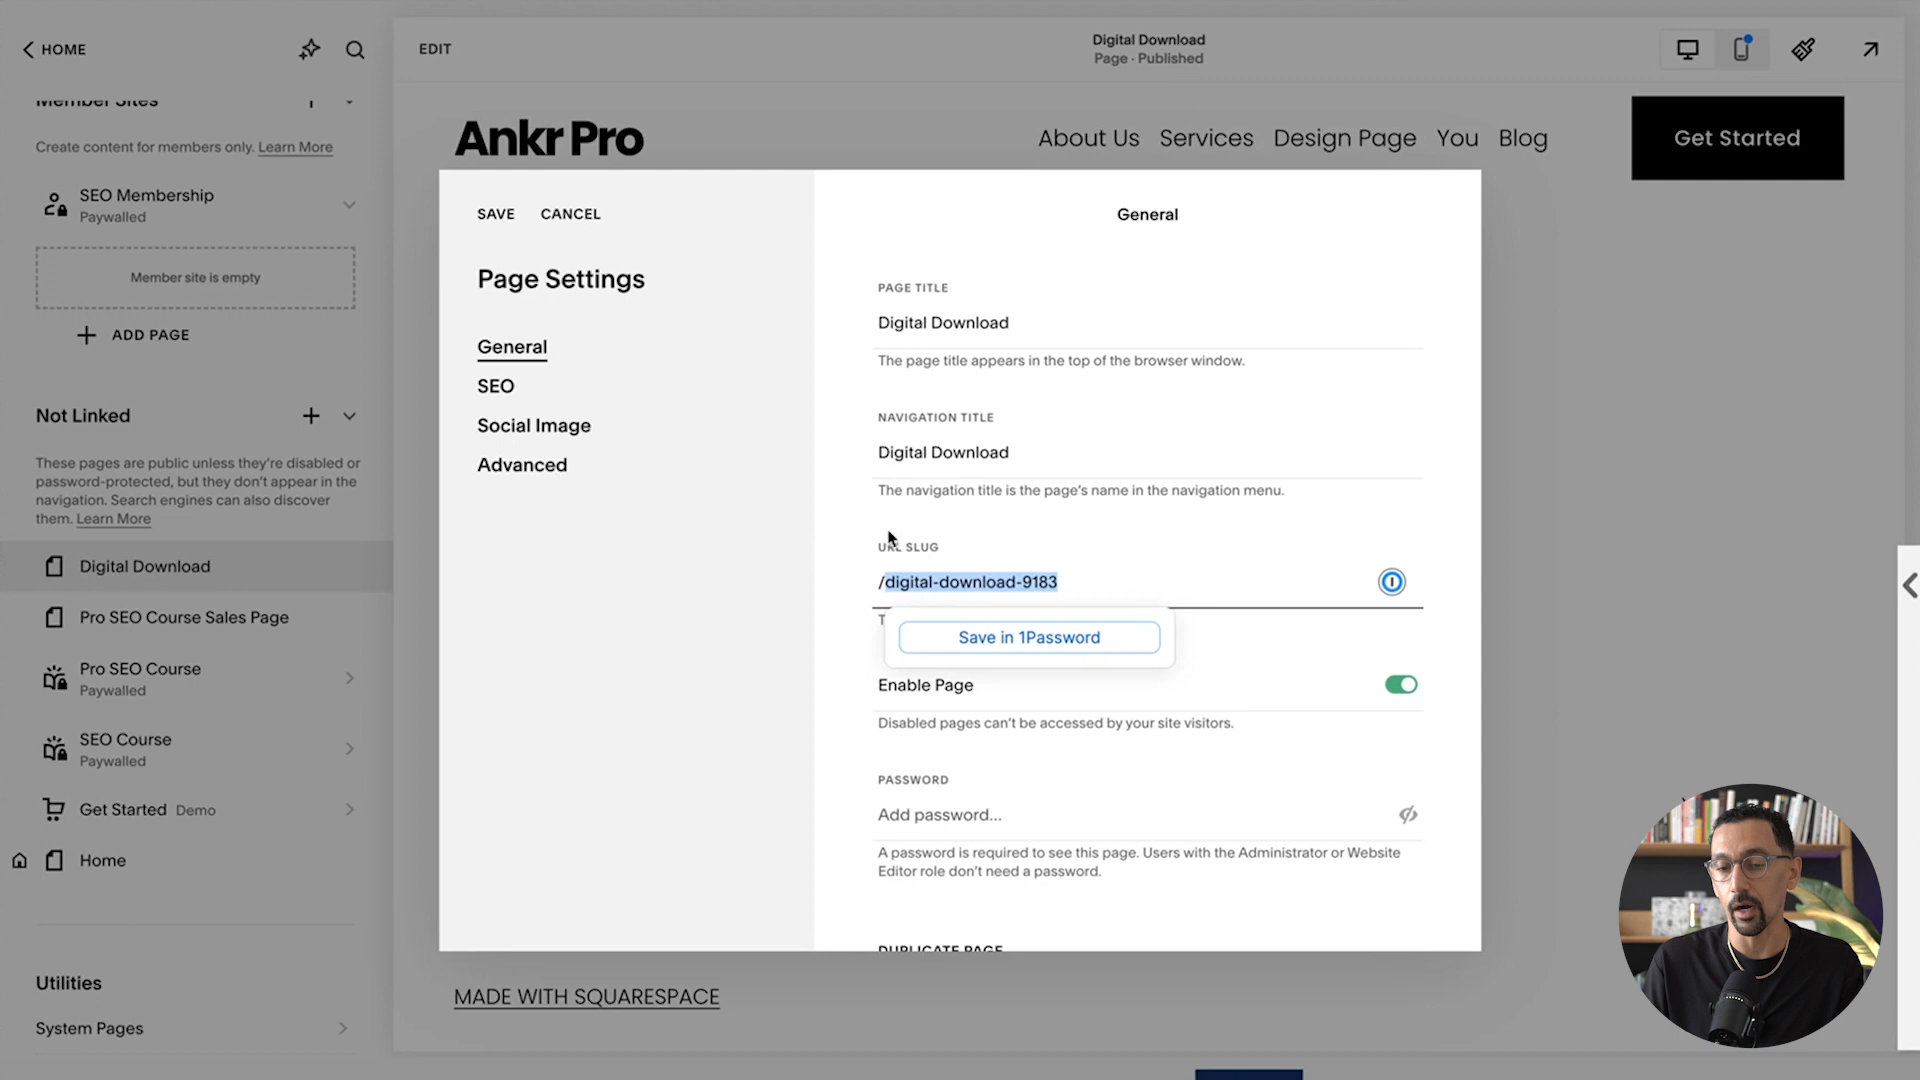 HOME
Member Sites
Create content for members only. Learn More
SEO Membership
Paywalled
Member site is empty
ADD PAGE
Not Linked
These pages are public unless they're disabled or
password-protected, but they don't appear in the
navigation. Search engines can also discover
them. Learn More
Digital Download
Pro SEO Course Sales Page
Pro SEO Course
Paywalled
SEO Course
Paywalled
Get Started Demo
Home
Utilities
System Pages
EDIT
Digital Download
Page · Published
Ankr Pro
About Us Services Design Page You Blog
Get Started
SAVE CANCEL
Page Settings
General
SEO
Social Image
Advanced
General
PAGE TITLE
Digital Download
The page title appears in the top of the browser window.
NAVIGATION TITLE
Digital Download
The navigation title is the page's name in the navigation menu.
URL SLUG
/digital-download-9183
Save in 1Password
Enable Page
Disabled pages can't be accessed by your site visitors.
PASSWORD
Add password...
A password is required to see this page. Users with the Administrator or Website
Editor role don't need a password.
DUPLICATE PAGE
MADE WITH SQUARESPACE